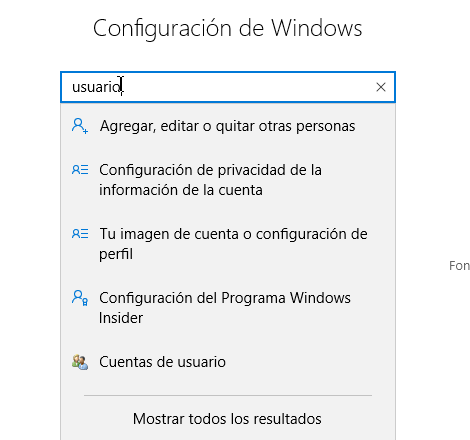 Configuración de Windows
usuario
Agregar, editar o quitar otras personas
Configuración de privacidad de la
información de la cuenta
Tu imagen de cuenta o configuración de
perfil
Fon
Configuración del Programa Windows
Insider
Cuentas de usuario
Mostrar todos los resultados